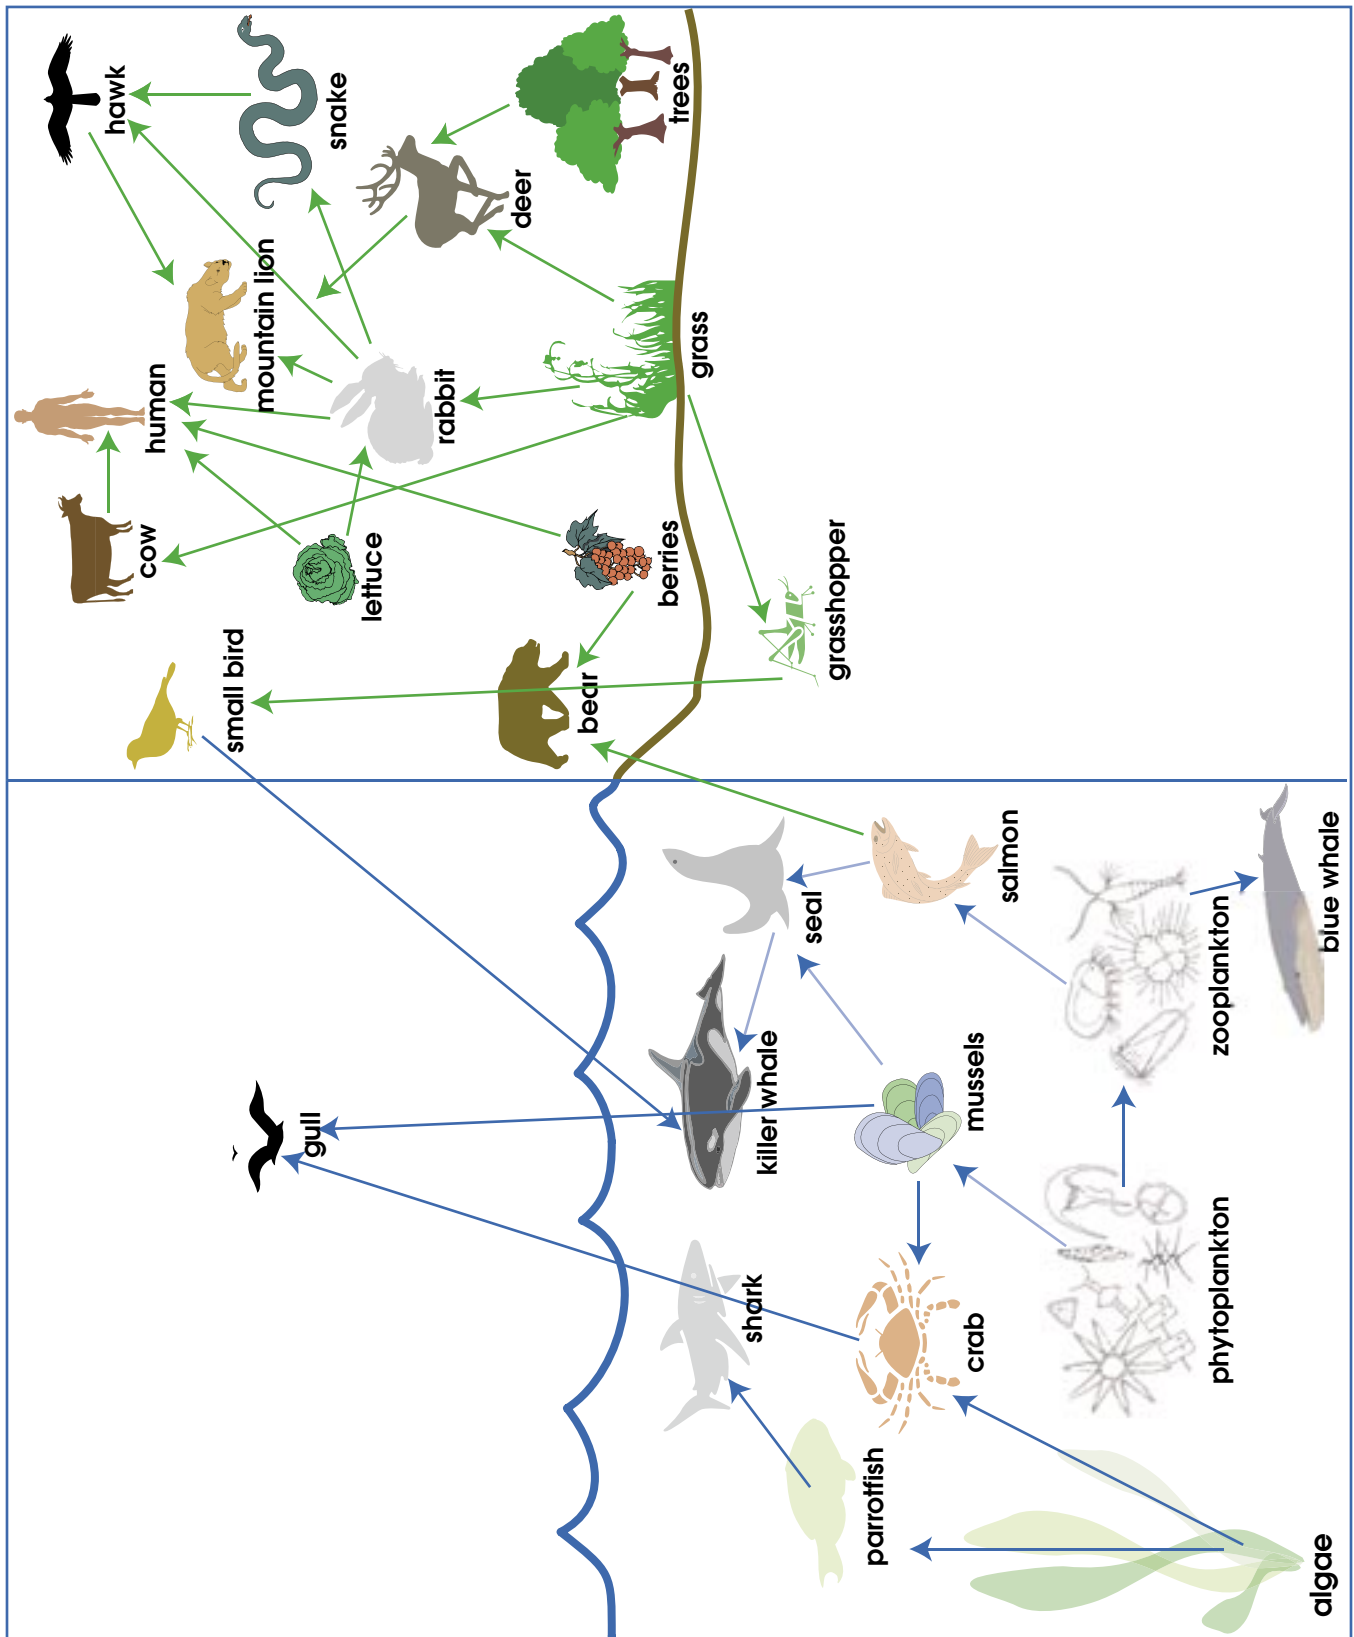 hawk
snake
trees
deer
mountain lion
human
rabbit
grass
cow
lettuce
berries
grasshopper
small bird
bear
salmon
seal
blue whale
zooplankton
killer whale
mussels
gull
shark
crab
phytoplankton
parrotfish
algae